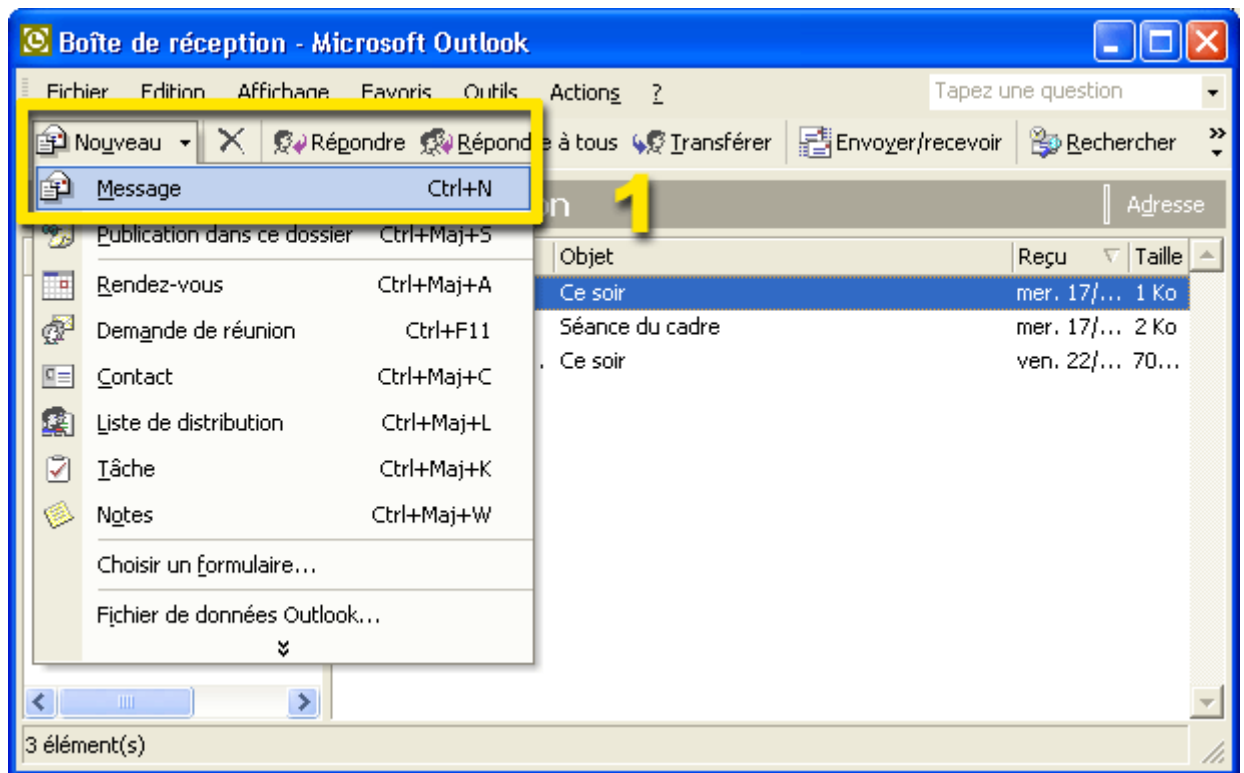 Boîte de réception - Microsoft Outlook
Fichier Edition Affichage Favoris Outils Actions ? Tapez une question
Nouveau Répondre Répondre à tous Transférer Envoyer/recevoir Rechercher
Message Ctrl+N
1 Adresse
Publication dans ce dossier Ctrl+Maj+S
Objet Reçu Taille
Rendez-vous Ctrl+Maj+A
Ce soir mer. 17/... 1 Ko
Demande de réunion Ctrl+F11
Séance du cadre mer. 17/... 2 Ko
Contact Ctrl+Maj+C
Ce soir ven. 22/... 70...
Liste de distribution Ctrl+Maj+L
Tâche Ctrl+Maj+K
Notes Ctrl+Maj+W
Choisir un formulaire...
Fichier de données Outlook...
3 élément(s)